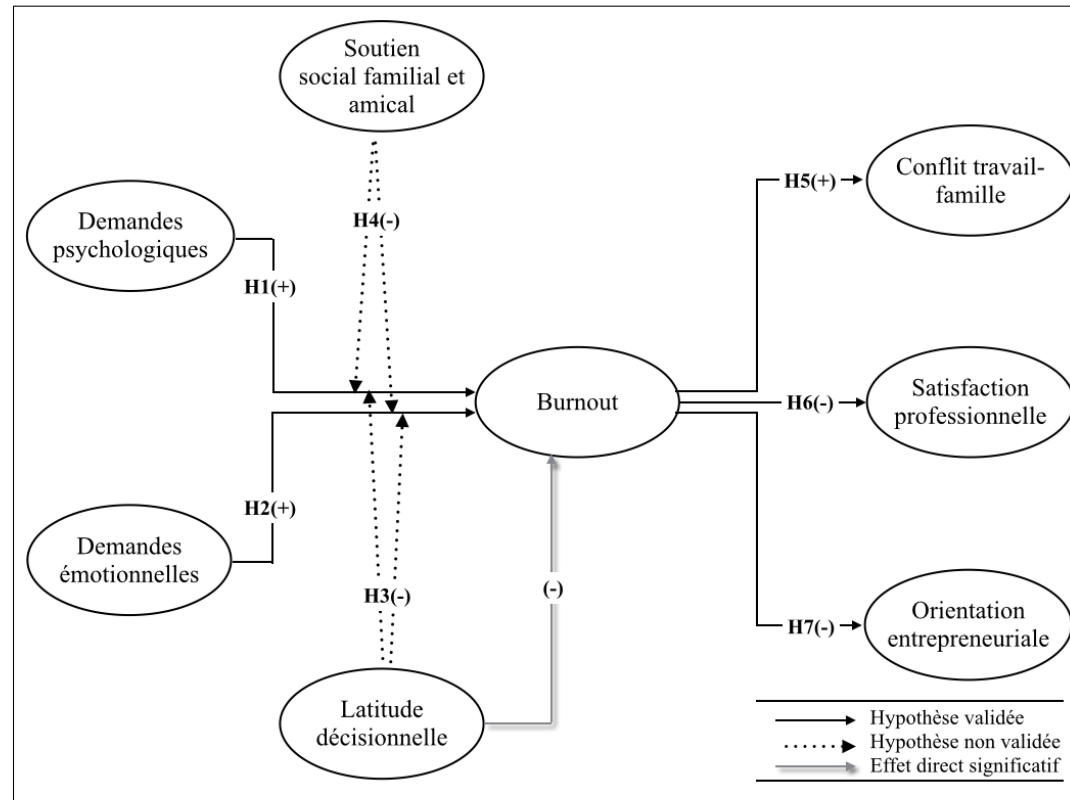 Soutien
social familial et
amical
Demandes
psychologiques
H4(-)
H1(+)
H5(+)
Conflit travail-
famille
Burnout
H6(-)
Satisfaction
professionnelle
H2(+)
Demandes
émotionnelles
H3(-)
(-)
H7(-)
Orientation
entrepreneuriale
Latitude
décisionnelle
Hypothèse validée
Hypothèse non validée
Effet direct significatif